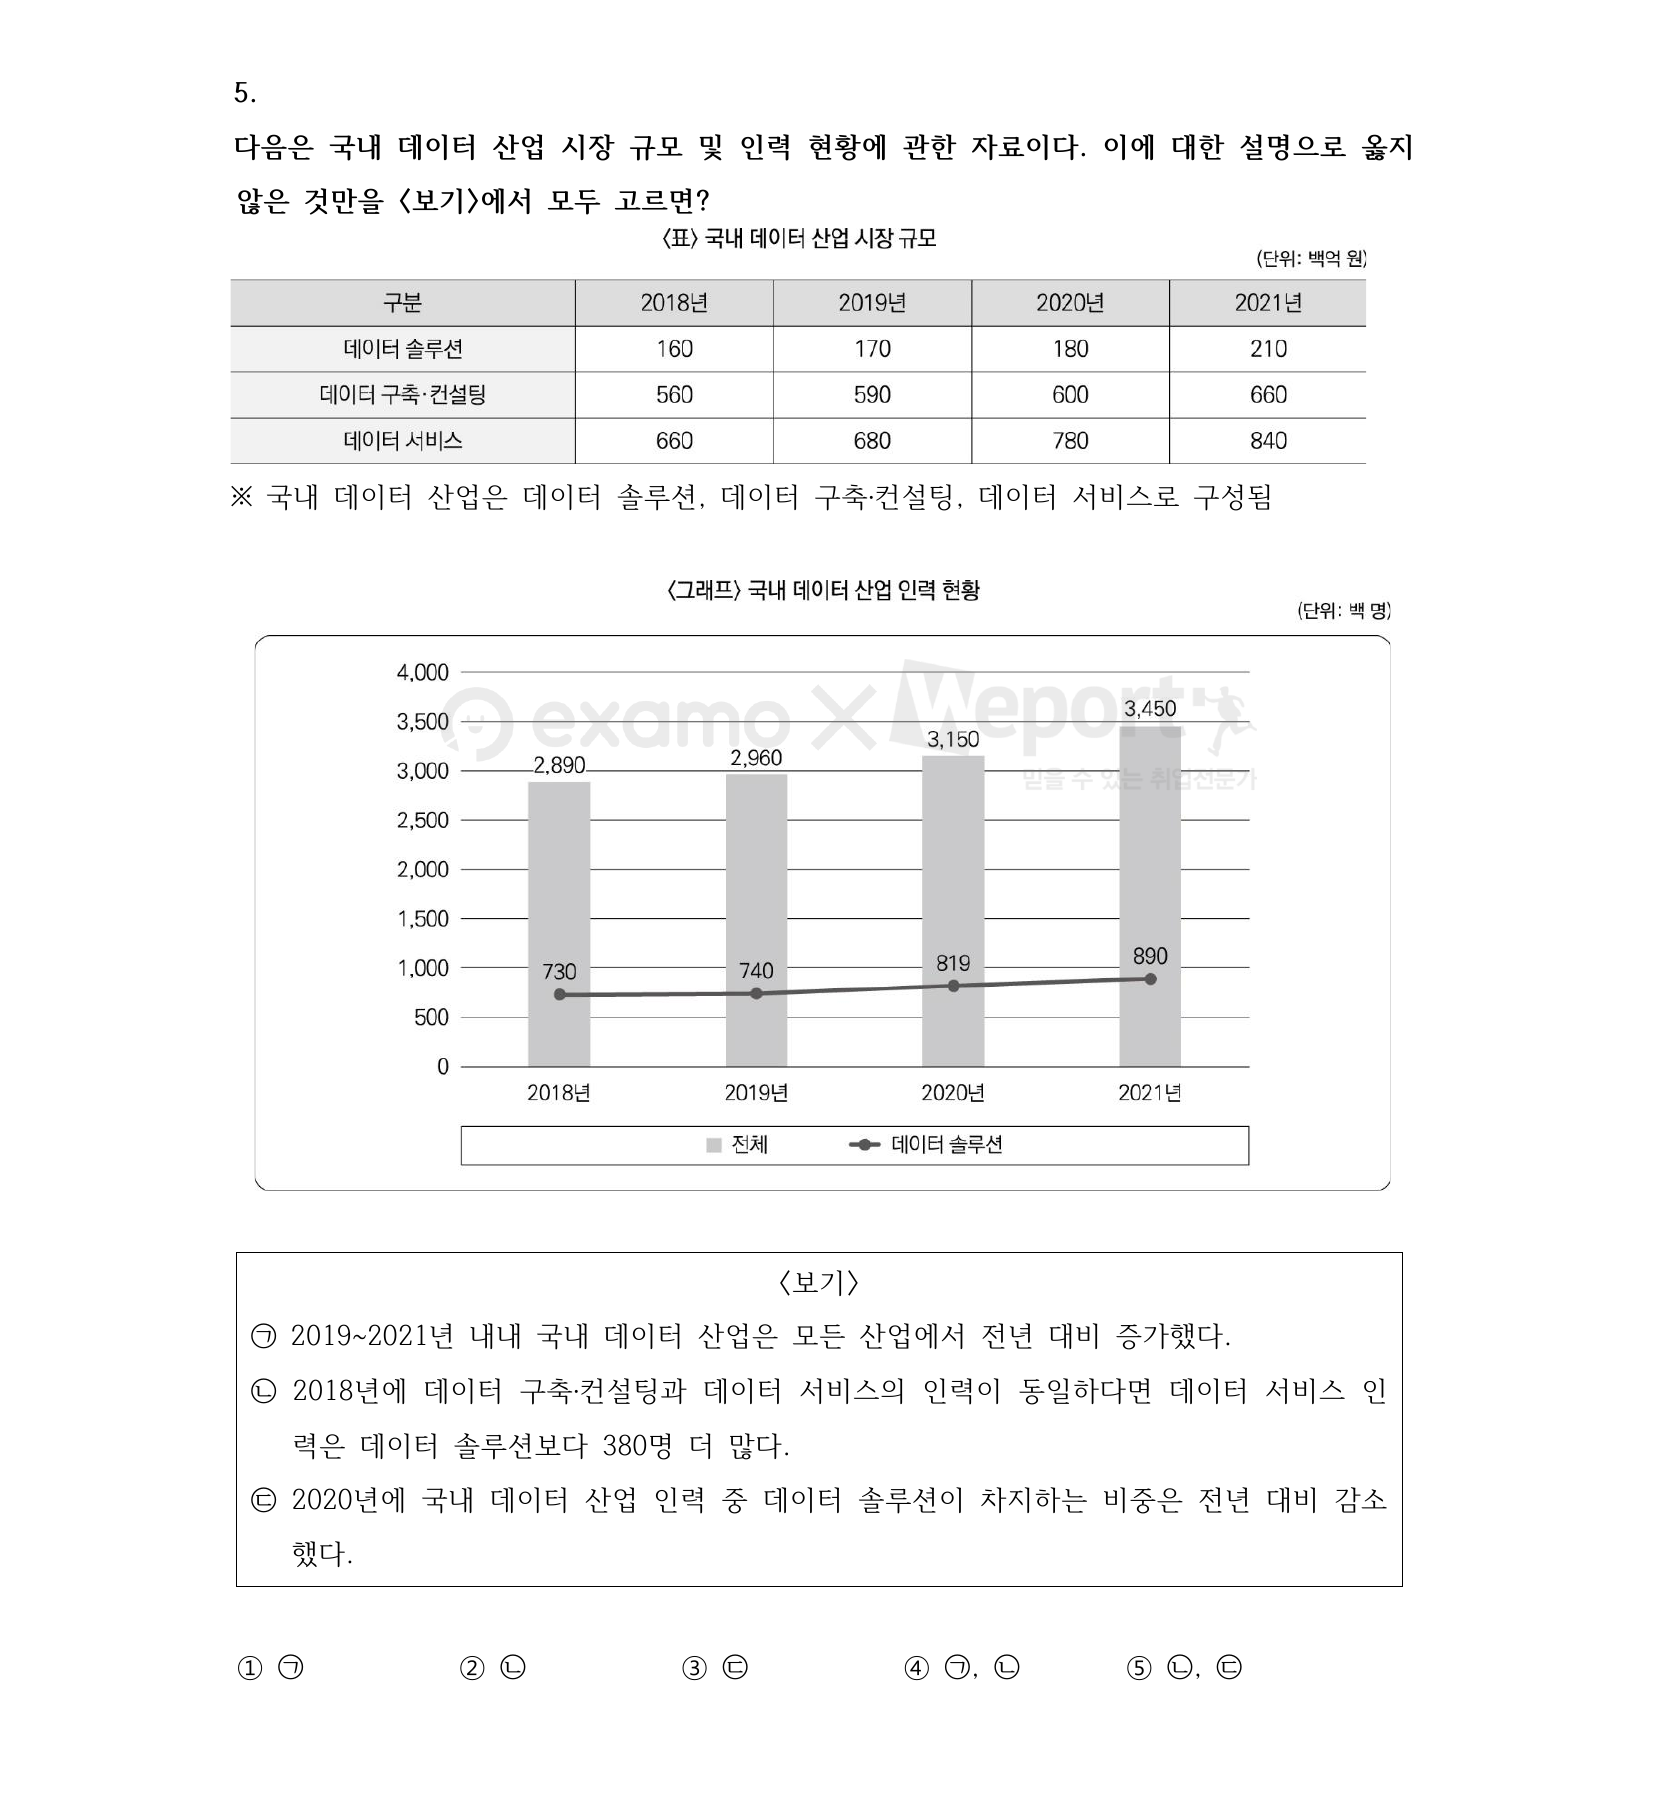 5.
다음은 국내 데이터 산업 시장 규모 및 인력 현황에 관한 자료이다. 이에 대한 설명으로 옳지
않은 것만을 〈보기〉에서 모두 고르면?
〈표〉 국내 데이터 산업 시장 규모
(단위: 백억 원)
구분 2018년 2019년 2020년 2021년
데이터 솔루션 160 170 180 210
데이터 구축·컨설팅 560 590 600 660
데이터 서비스 660 680 780 840
※ 국내 데이터 산업은 데이터 솔루션, 데이터 구축·컨설팅, 데이터 서비스로 구성됨
〈그래프〉 국내 데이터 산업 인력 현황
(단위: 백 명)
4,000
examo × Weport
3,500
3,450
3,150
2,960
2,890
3,000
믿을 수 있는 취업전문가
2,500
2,000
1,500
1,000
730 740 819 890
500
0
2018년 2019년 2020년 2021년
전체 데이터 솔루션
〈보기〉
㉠ 2019~2021년 내내 국내 데이터 산업은 모든 산업에서 전년 대비 증가했다.
㉡ 2018년에 데이터 구축·컨설팅과 데이터 서비스의 인력이 동일하다면 데이터 서비스 인
력은 데이터 솔루션보다 380명 더 많다.
㉢ 2020년에 국내 데이터 산업 인력 중 데이터 솔루션이 차지하는 비중은 전년 대비 감소
했다.
① ㉠ ② ㉡ ③ ㉢ ④ ㉠, ㉡ ⑤ ㉡, ㉢